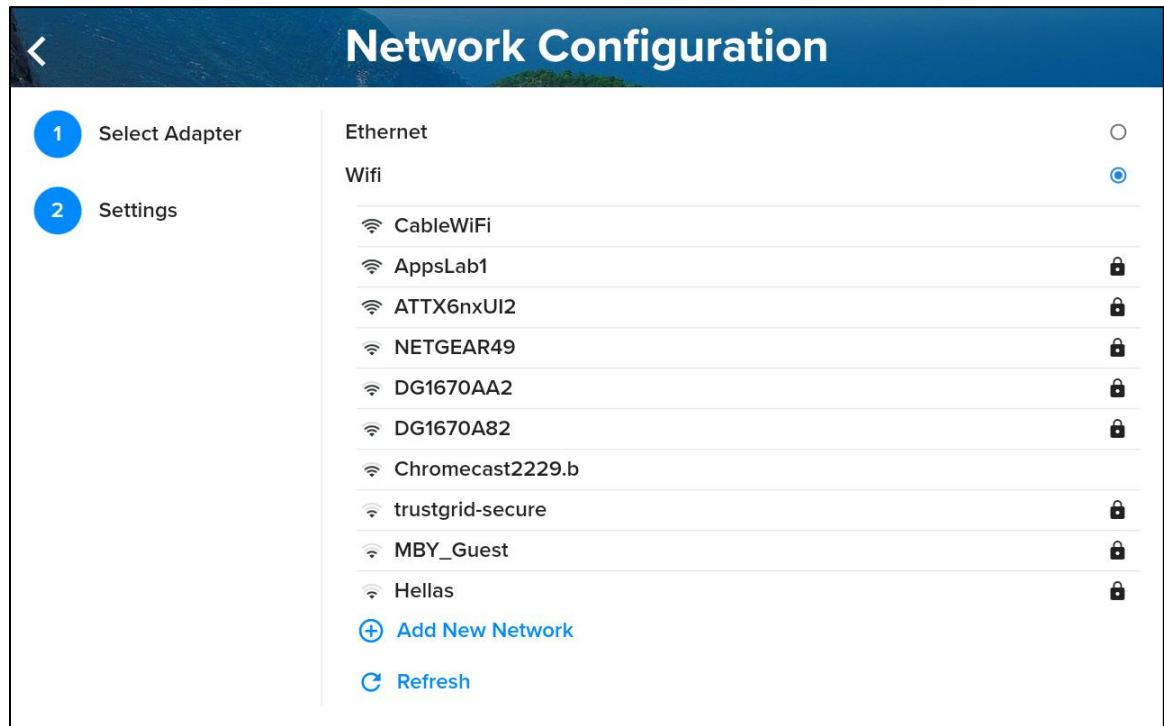 Network Configuration
1 Select Adapter
2 Settings
Ethernet
Wifi
CableWiFi
AppsLab1
ATTX6nxUI2
NETGEAR49
DG1670AA2
DG1670A82
Chromecast2229.b
trustgrid-secure
MBY_Guest
Hellas
Add New Network
Refresh